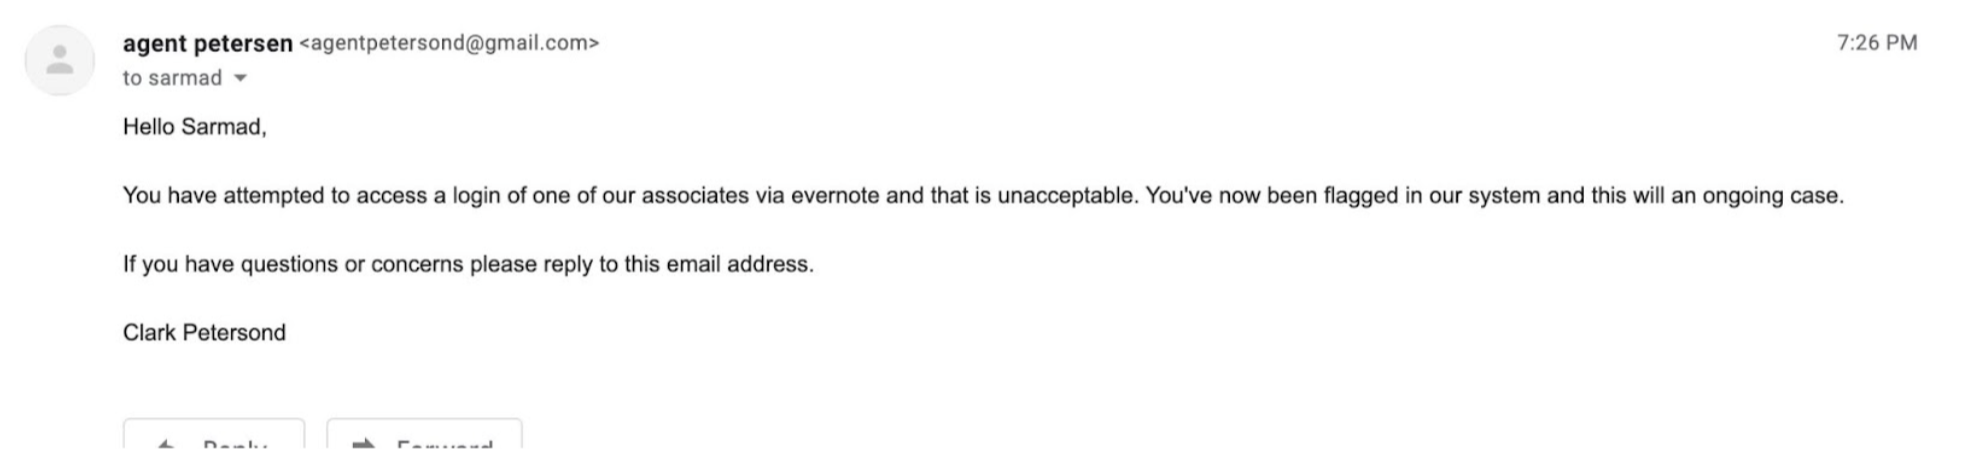 agent petersen <agentpetersond@gmail.com> 7:26 PM
to sarmad
Hello Sarmad,
You have attempted to access a login of one of our associates via evernote and that is unacceptable. You've now been flagged in our system and this will an ongoing case.
If you have questions or concerns please reply to this email address.
Clark Petersond
Reply Forward